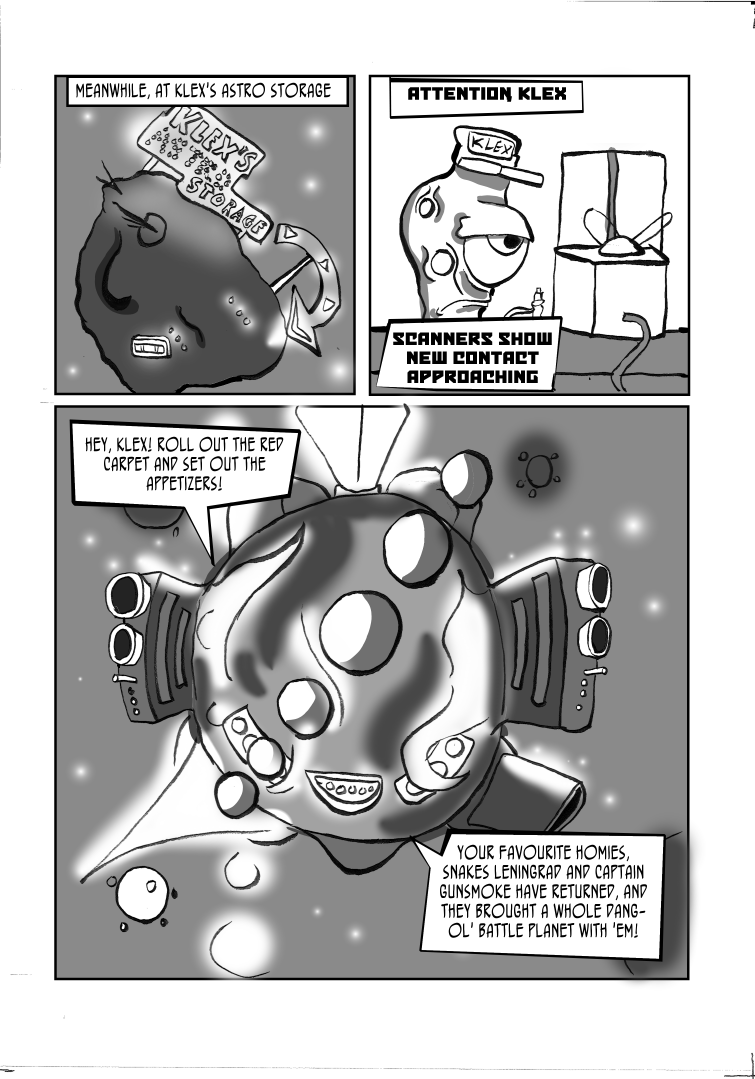 MEANWHILE, AT KLEX'S ASTRO STORAGE
KLEX'S
STORAGE
ATTENTION, KLEX
KLEX
SCANNERS SHOW
NEW CONTACT
APPROACHING
HEY, KLEX! ROLL OUT THE RED
CARPET AND SET OUT THE
APPETIZERS!
YOUR FAVOURITE HOMIES,
SNAKES LENINGRAD AND CAPTAIN
GUNSMOKE HAVE RETURNED, AND
THEY BROUGHT A WHOLE DANG-
OL' BATTLE PLANET WITH 'EM!